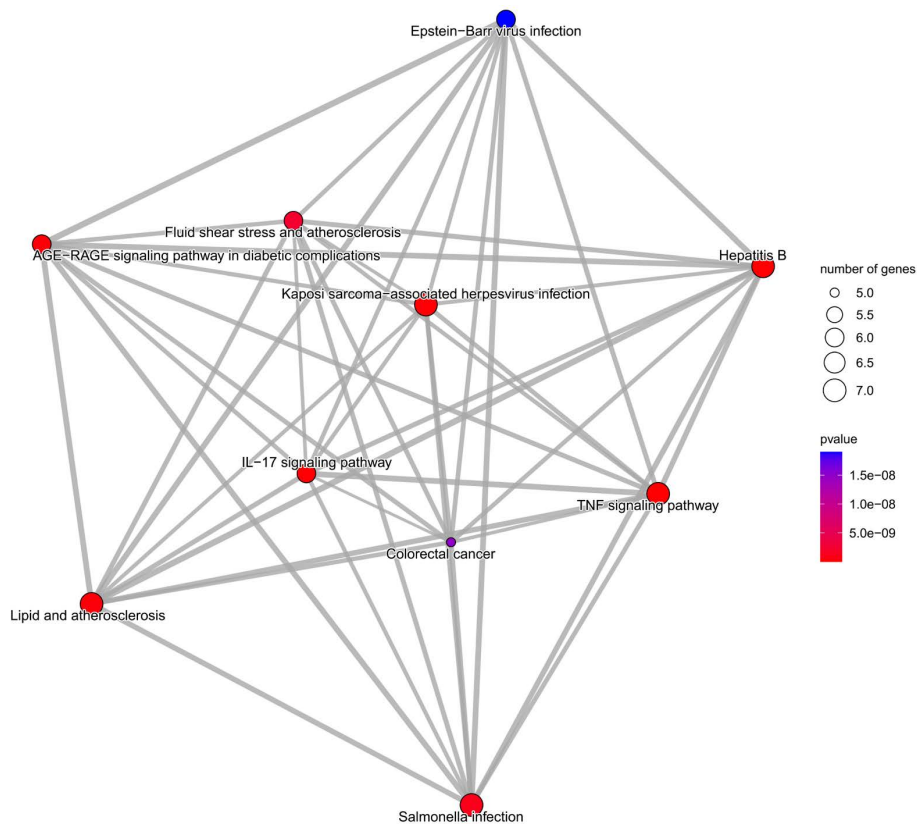 Epstein−Barr virus infection
Fluid shear stress and atherosclerosis
AGE−RAGE signaling pathway in diabetic complications
Hepatitis B
Kaposi sarcoma−associated herpesvirus infection
IL−17 signaling pathway
TNF signaling pathway
Colorectal cancer
Lipid and atherosclerosis
Salmonella infection
number of genes
5.0
5.5
6.0
6.5
7.0
pvalue
1.5e−08
1.0e−08
5.0e−09